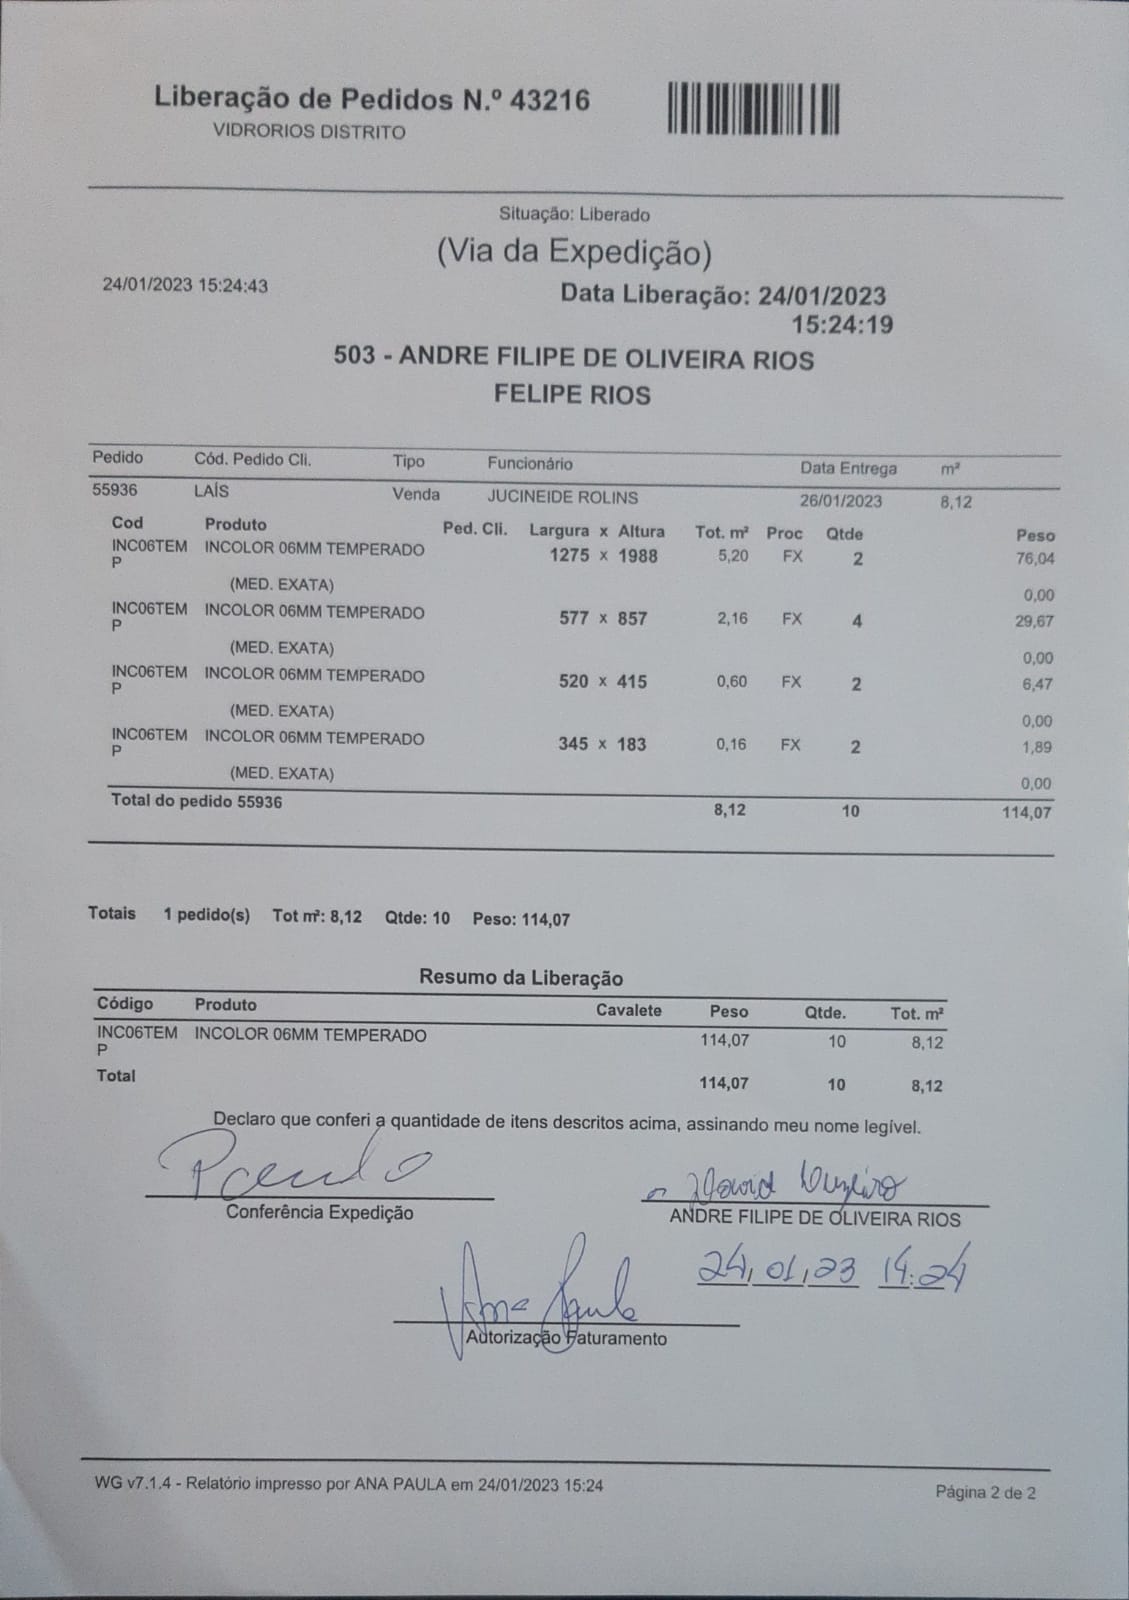 Liberação de Pedidos N.º 43216
VIDRORIOS DISTRITO
Situação: Liberado
(Via da Expedição)
24/01/2023 15:24:43
Data Liberação: 24/01/2023
15:24:19
503 - ANDRE FILIPE DE OLIVEIRA RIOS
FELIPE RIOS
Pedido Cód. Pedido Cli. Tipo Funcionário Data Entrega m²
55936 LAÍS Venda JUCINEIDE ROLINS 26/01/2023 8,12
Cod Produto Ped. Cli. Largura x Altura Tot. m² Proc Qtde Peso
INC06TEM INCOLOR 06MM TEMPERADO 1275 x 1988 5,20 FX 2 76,04
P
(MED. EXATA) 0,00
INC06TEM INCOLOR 06MM TEMPERADO 577 x 857 2,16 FX 4 29,67
P
(MED. EXATA) 0,00
INC06TEM INCOLOR 06MM TEMPERADO 520 x 415 0,60 FX 2 6,47
P
(MED. EXATA) 0,00
INC06TEM INCOLOR 06MM TEMPERADO 345 x 183 0,16 FX 2 1,89
P
(MED. EXATA) 0,00
Total do pedido 55936 8,12 10 114,07
Totais 1 pedido(s) Tot m²: 8,12 Qtde: 10 Peso: 114,07
Resumo da Liberação
Código Produto Cavalete Peso Qtde. Tot. m²
INC06TEM INCOLOR 06MM TEMPERADO 114,07 10 8,12
P
Total 114,07 10 8,12
Declaro que conferi a quantidade de itens descritos acima, assinando meu nome legível.
Paulo David
Conferência Expedição ANDRE FILIPE DE OLIVEIRA RIOS
24,01,23 14:24
Ana Paula
Autorização Faturamento
WG v7.1.4 - Relatório impresso por ANA PAULA em 24/01/2023 15:24
Página 2 de 2